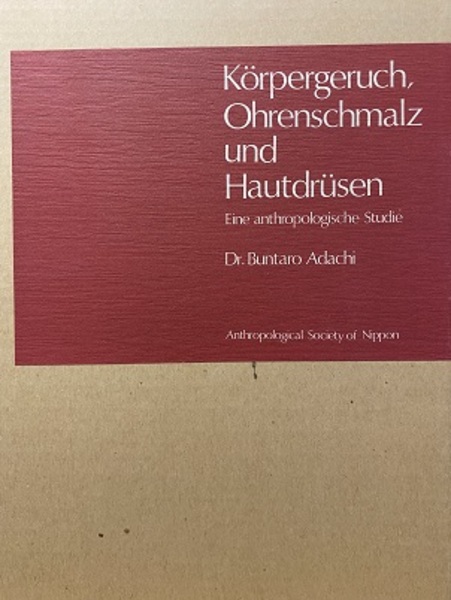 Körpergeruch,
Ohrenschmalz
und
Hautdrüsen
Eine anthropologische Studie
Dr. Buntaro Adachi
Anthropological Society of Nippon